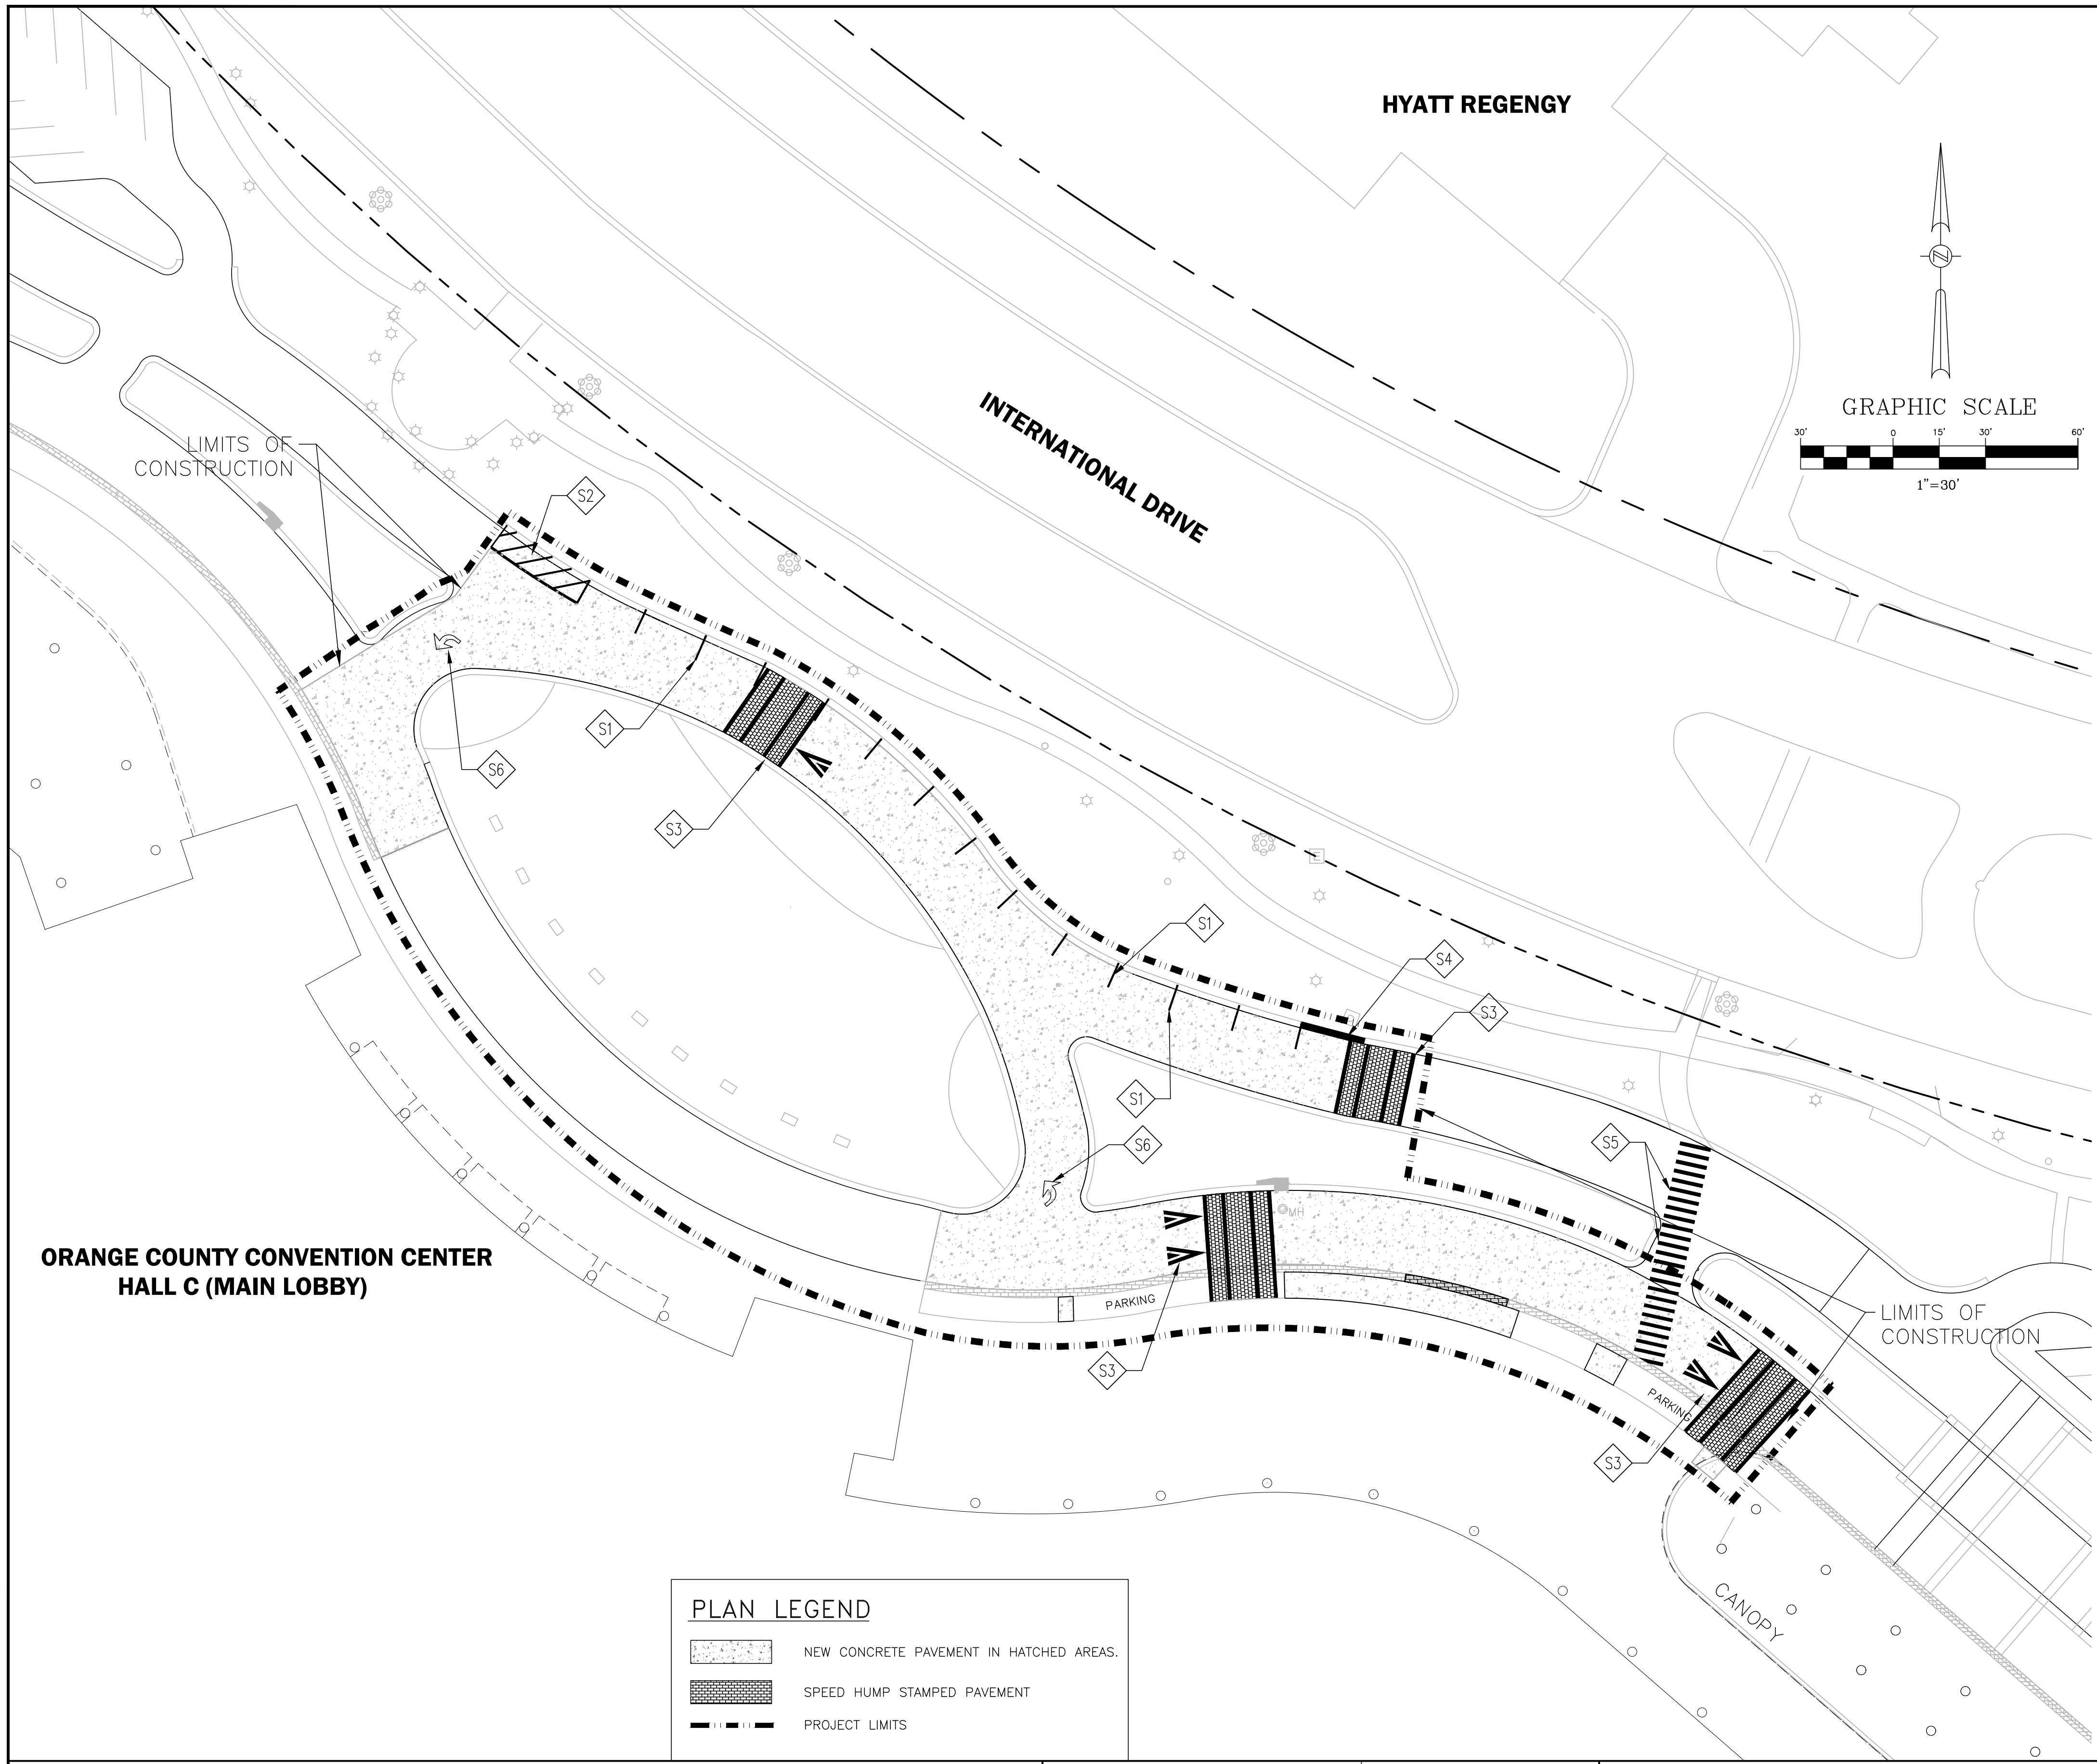 HYATT REGENGY
GRAPHIC SCALE
30' 0 15' 30' 60'
1"=30'
N
INTERNATIONAL DRIVE
LIMITS OF
CONSTRUCTION
S2
S1
S6
S3
E
S1
S4
S3
S1
S6
S5
MH
ORANGE COUNTY CONVENTION CENTER
HALL C (MAIN LOBBY)
PARKING
S3
LIMITS OF
CONSTRUCTION
PARKING
S3
CANOPY
PLAN LEGEND
NEW CONCRETE PAVEMENT IN HATCHED AREAS.
SPEED HUMP STAMPED PAVEMENT
PROJECT LIMITS